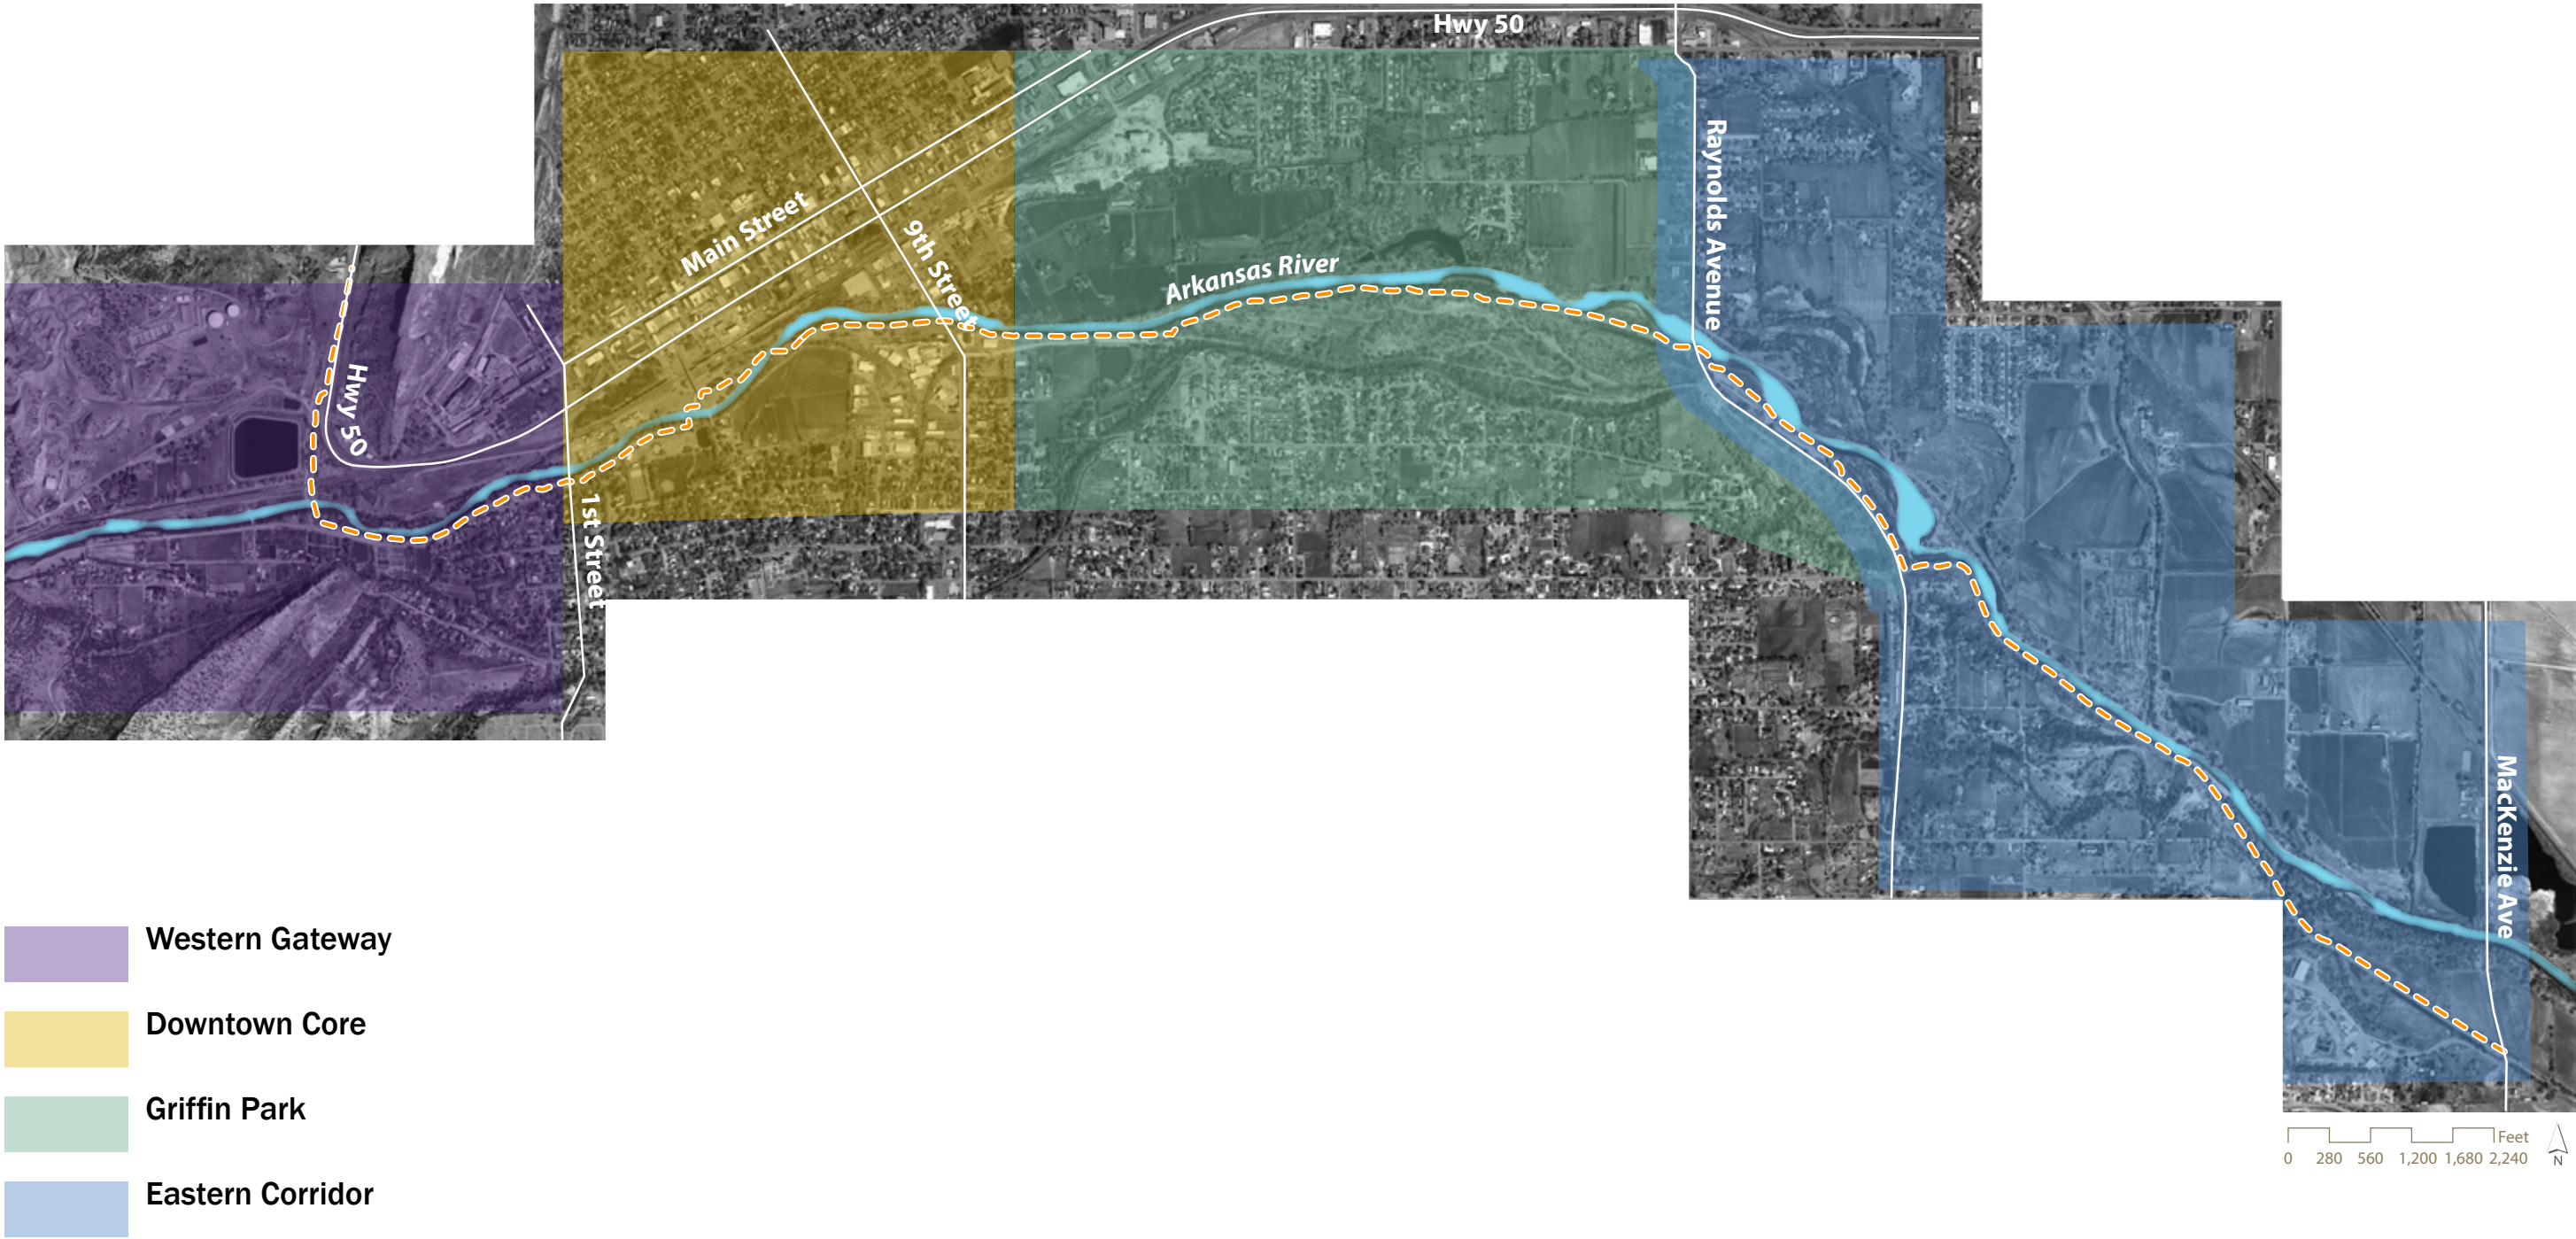 Hwy 50
Raynolds Avenue
Main Street
9th Street
Arkansas River
Hwy 50
1st Street
MacKenzie Ave
Western Gateway
Downtown Core
Griffin Park
Eastern Corridor
Feet
0 280 560 1,200 1,680 2,240
N